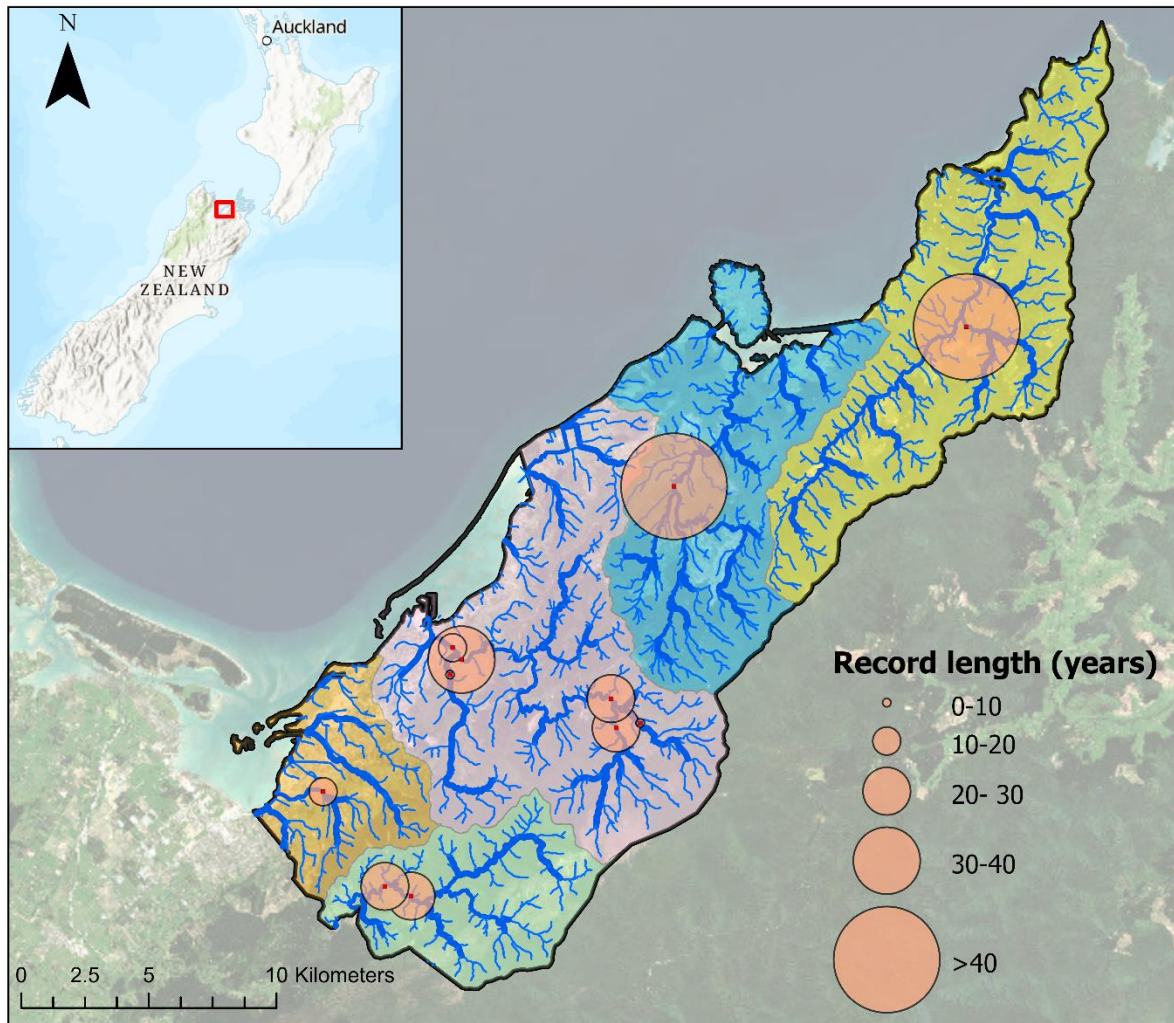 N
Auckland
NEW
ZEALAND
Record length (years)
0-10
10-20
20- 30
30-40
>40
0 2.5 5 10 Kilometers